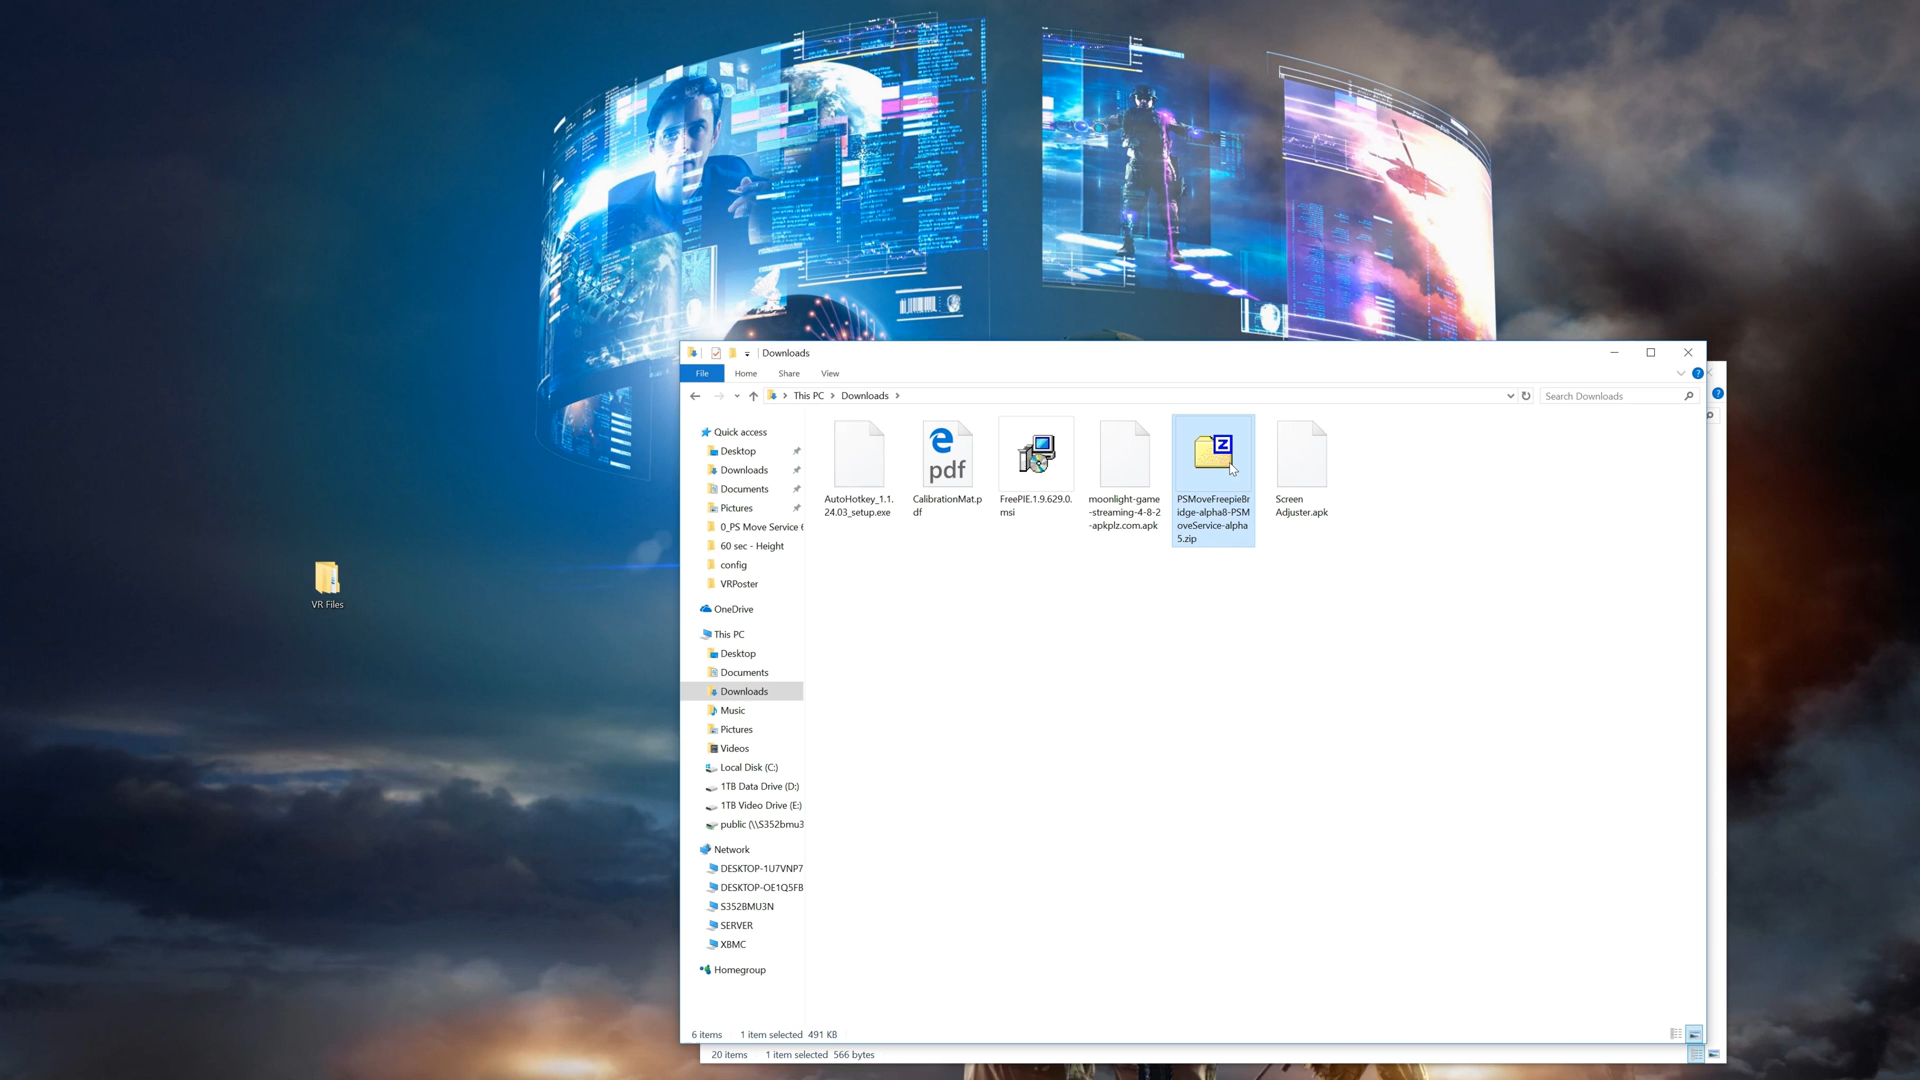 Downloads
File
Home
Share
View
This PC
Downloads
Search Downloads
Quick access
Desktop
Downloads
Documents
Pictures
0_PS Move Service 6
60 sec - Height
config
VRPoster
OneDrive
This PC
Desktop
Documents
Downloads
Music
Pictures
Videos
Local Disk (C:)
1TB Data Drive (D:)
1TB Video Drive (E:)
public (\\S352bmu3
Network
DESKTOP-1U7VNP7
DESKTOP-OE1Q5FB
S352BMU3N
SERVER
XBMC
Homegroup
AutoHotkey_1.1.
24.03_setup.exe
pdf
CalibrationMat.p
df
FreePIE.1.9.629.0.
msi
moonlight-game
-streaming-4-8-2
-apkplz.com.apk
Z
PSMoveFreepieBr
idge-alpha8-PSM
oveService-alpha
5.zip
Screen
Adjuster.apk
VR Files
6 items
1 item selected 491 KB
20 items
1 item selected 566 bytes